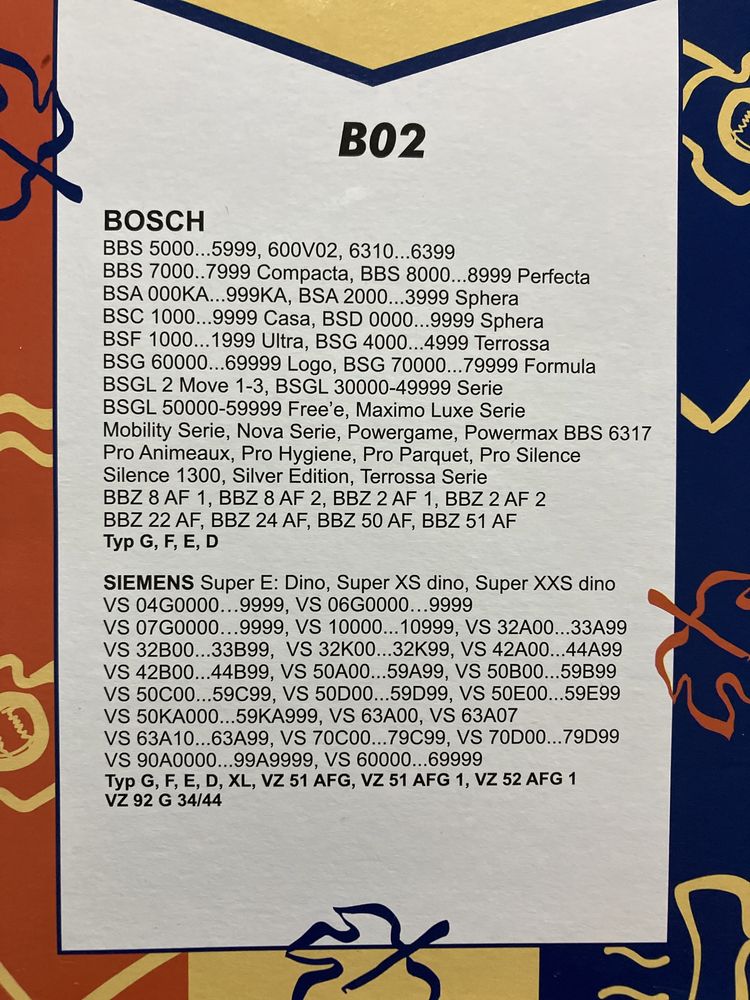 B02
BOSCH
BBS 5000...5999, 600V02, 6310...6399
BBS 7000..7999 Compacta, BBS 8000...8999 Perfecta
BSA 000KA...999KA, BSA 2000...3999 Sphera
BSC 1000...9999 Casa, BSD 0000...9999 Sphera
BSF 1000...1999 Ultra, BSG 4000...4999 Terrossa
BSG 60000...69999 Logo, BSG 70000...79999 Formula
BSGL 2 Move 1-3, BSGL 30000-49999 Serie
BSGL 50000-59999 Free'e, Maximo Luxe Serie
Mobility Serie, Nova Serie, Powergame, Powermax BBS 6317
Pro Animeaux, Pro Hygiene, Pro Parquet, Pro Silence
Silence 1300, Silver Edition, Terrossa Serie
BBZ 8 AF 1, BBZ 8 AF 2, BBZ 2 AF 1, BBZ 2 AF 2
BBZ 22 AF, BBZ 24 AF, BBZ 50 AF, BBZ 51 AF
Typ G, F, E, D
SIEMENS Super E: Dino, Super XS dino, Super XXS dino
VS 04G0000...9999, VS 06G0000...9999
VS 07G0000...9999, VS 10000...10999, VS 32A00...33A99
VS 32B00...33B99, VS 32K00...32K99, VS 42A00...44A99
VS 42B00...44B99, VS 50A00...59A99, VS 50B00...59B99
VS 50C00...59C99, VS 50D00...59D99, VS 50E00...59E99
VS 50KA000...59KA999, VS 63A00, VS 63A07
VS 63A10...63A99, VS 70C00...79C99, VS 70D00...79D99
VS 90A0000...99A9999, VS 60000...69999
Typ G, F, E, D, XL, VZ 51 AFG, VZ 51 AFG 1, VZ 52 AFG 1
VZ 92 G 34/44